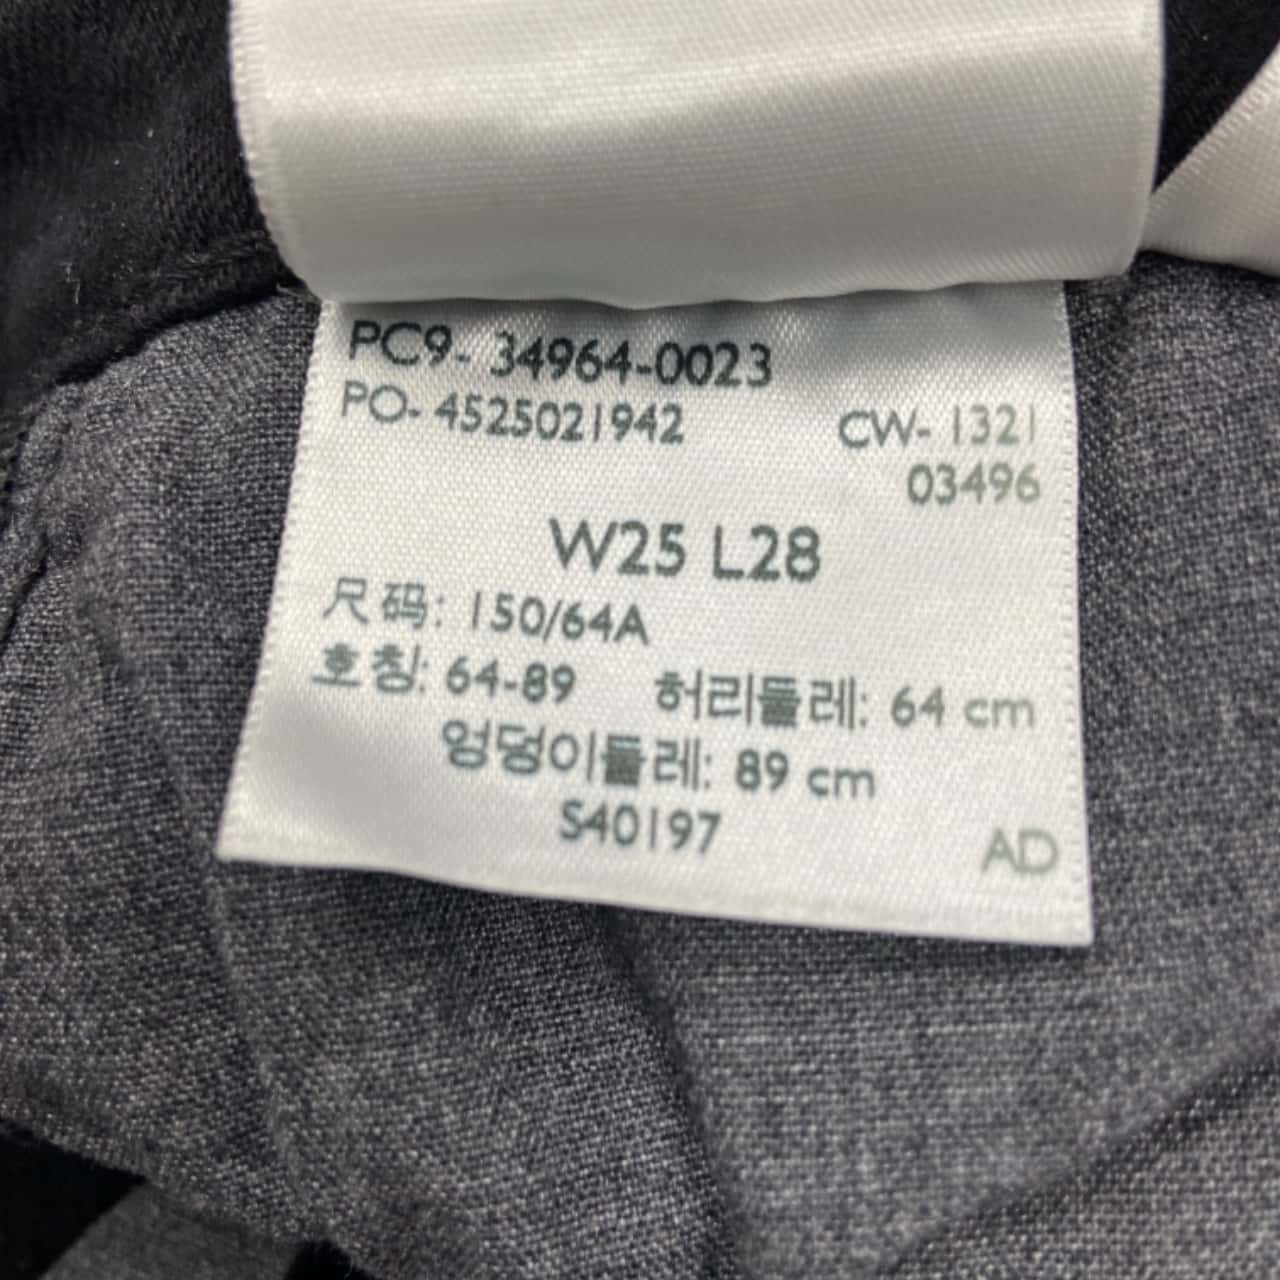 PC9- 34964-0023
PO- 4525021942 CW- 1321
03496
W25 L28
尺码: 150/64A
호칭: 64-89 허리둘레: 64 cm
엉덩이둘레: 89 cm
S40197 AD